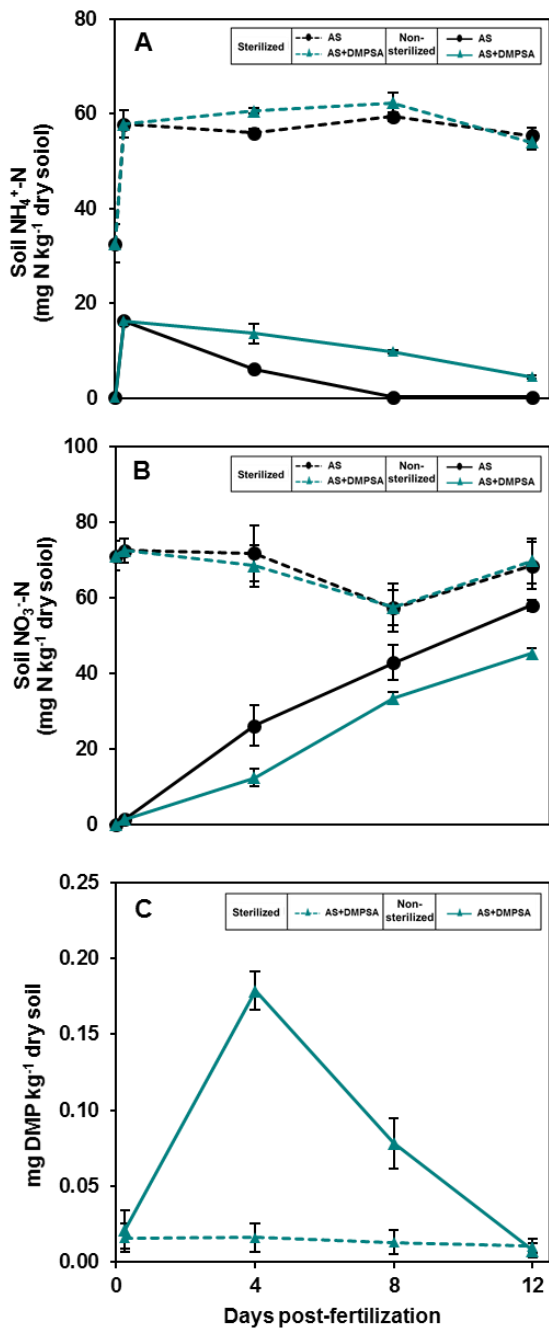 A
Sterilized
AS
AS+DMPSA
Non-
sterilized
AS
AS+DMPSA
80
60
40
20
0
Soil NH₄⁺-N
(mg N kg⁻¹ dry soiol)
B
Sterilized
AS
AS+DMPSA
Non-
sterilized
AS
AS+DMPSA
100
80
60
40
20
0
Soil NO₃⁻-N
(mg N kg⁻¹ dry soiol)
C
Sterilized
AS+DMPSA
Non-
sterilized
AS+DMPSA
0.25
0.20
0.15
0.10
0.05
0.00
mg DMP kg⁻¹ dry soil
0 4 8 12
Days post-fertilization